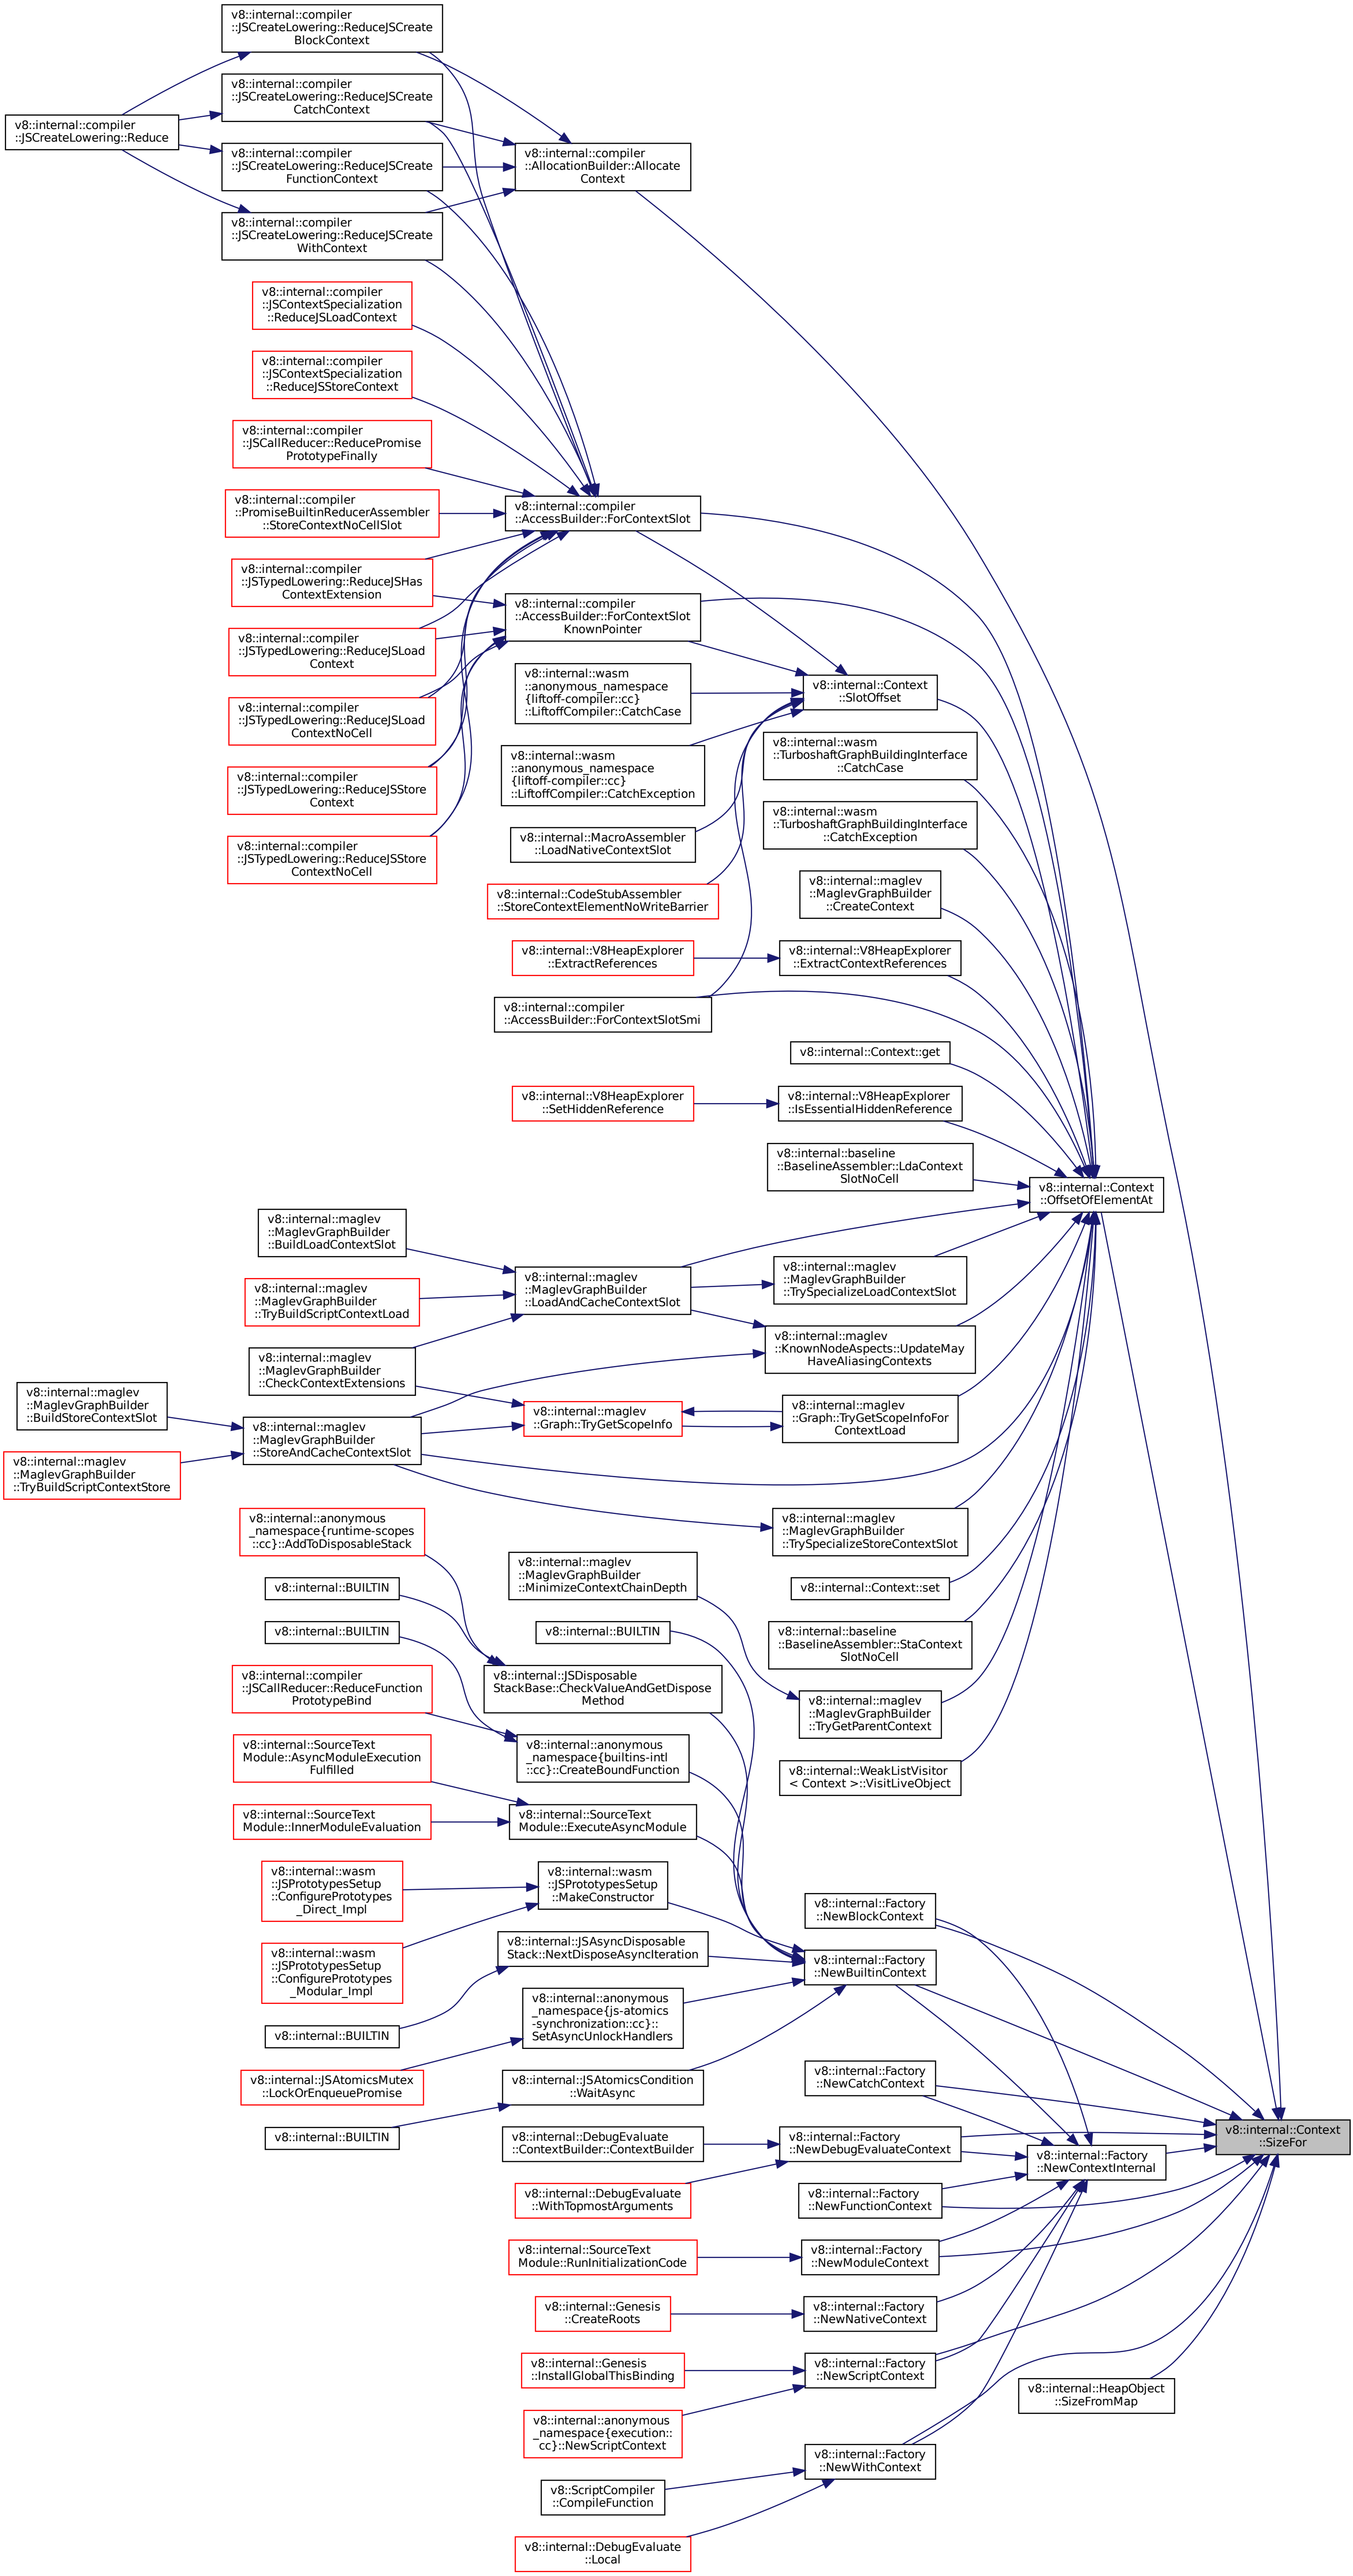 v8::internal::compiler
::JSCreateLowering::ReduceJSCreate
BlockContext
v8::internal::compiler
::JSCreateLowering::ReduceJSCreate
CatchContext
v8::internal::compiler
::JSCreateLowering::Reduce
v8::internal::compiler
::JSCreateLowering::ReduceJSCreate
FunctionContext
v8::internal::compiler
::AllocationBuilder::Allocate
Context
v8::internal::compiler
::JSCreateLowering::ReduceJSCreate
WithContext
v8::internal::compiler
::JSContextSpecialization
::ReduceJSLoadContext
v8::internal::compiler
::JSContextSpecialization
::ReduceJSStoreContext
v8::internal::compiler
::JSCallReducer::ReducePromise
PrototypeFinally
v8::internal::compiler
::PromiseBuiltinReducerAssembler
::StoreContextNoCellSlot
v8::internal::compiler
::AccessBuilder::ForContextSlot
v8::internal::compiler
::JSTypedLowering::ReduceJSHas
ContextExtension
v8::internal::compiler
::AccessBuilder::ForContextSlot
KnownPointer
v8::internal::compiler
::JSTypedLowering::ReduceJSLoad
Context
v8::internal::wasm
::anonymous_namespace
{liftoff-compiler::cc}
::LiftoffCompiler::CatchCase
v8::internal::Context
::SlotOffset
v8::internal::compiler
::JSTypedLowering::ReduceJSLoad
ContextNoCell
v8::internal::wasm
::TurboshaftGraphBuildingInterface
::CatchCase
v8::internal::wasm
::anonymous_namespace
{liftoff-compiler::cc}
::LiftoffCompiler::CatchException
v8::internal::compiler
::JSTypedLowering::ReduceJSStore
Context
v8::internal::wasm
::TurboshaftGraphBuildingInterface
::CatchException
v8::internal::MacroAssembler
::LoadNativeContextSlot
v8::internal::compiler
::JSTypedLowering::ReduceJSStore
ContextNoCell
v8::internal::maglev
::MaglevGraphBuilder
::CreateContext
v8::internal::CodeStubAssembler
::StoreContextElementNoWriteBarrier
v8::internal::V8HeapExplorer
::ExtractReferences
v8::internal::V8HeapExplorer
::ExtractContextReferences
v8::internal::compiler
::AccessBuilder::ForContextSlotSmi
v8::internal::Context::get
v8::internal::V8HeapExplorer
::SetHiddenReference
v8::internal::V8HeapExplorer
::IsEssentialHiddenReference
v8::internal::baseline
::BaselineAssembler::LdaContext
SlotNoCell
v8::internal::Context
::OffsetOfElementAt
v8::internal::maglev
::MaglevGraphBuilder
::BuildLoadContextSlot
v8::internal::maglev
::MaglevGraphBuilder
::TrySpecializeLoadContextSlot
v8::internal::maglev
::MaglevGraphBuilder
::LoadAndCacheContextSlot
v8::internal::maglev
::MaglevGraphBuilder
::TryBuildScriptContextLoad
v8::internal::maglev
::KnownNodeAspects::UpdateMay
HaveAliasingContexts
v8::internal::maglev
::MaglevGraphBuilder
::CheckContextExtensions
v8::internal::maglev
::MaglevGraphBuilder
::BuildStoreContextSlot
v8::internal::maglev
::Graph::TryGetScopeInfo
v8::internal::maglev
::Graph::TryGetScopeInfoFor
ContextLoad
v8::internal::maglev
::MaglevGraphBuilder
::StoreAndCacheContextSlot
v8::internal::maglev
::MaglevGraphBuilder
::TryBuildScriptContextStore
v8::internal::anonymous
_namespace{runtime-scopes
::cc}::AddToDisposableStack
v8::internal::maglev
::MaglevGraphBuilder
::TrySpecializeStoreContextSlot
v8::internal::maglev
::MaglevGraphBuilder
::MinimizeContextChainDepth
v8::internal::BUILTIN
v8::internal::Context::set
v8::internal::BUILTIN
v8::internal::BUILTIN
v8::internal::baseline
::BaselineAssembler::StaContext
SlotNoCell
v8::internal::compiler
::JSCallReducer::ReduceFunction
PrototypeBind
v8::internal::JSDisposable
StackBase::CheckValueAndGetDispose
Method
v8::internal::maglev
::MaglevGraphBuilder
::TryGetParentContext
v8::internal::SourceText
Module::AsyncModuleExecution
Fulfilled
v8::internal::anonymous
_namespace{builtins-intl
::cc}::CreateBoundFunction
v8::internal::WeakListVisitor
< Context >::VisitLiveObject
v8::internal::SourceText
Module::InnerModuleEvaluation
v8::internal::SourceText
Module::ExecuteAsyncModule
v8::internal::wasm
::JSPrototypesSetup
::ConfigurePrototypes
_Direct_Impl
v8::internal::wasm
::JSPrototypesSetup
::MakeConstructor
v8::internal::Factory
::NewBlockContext
v8::internal::wasm
::JSPrototypesSetup
::ConfigurePrototypes
_Modular_Impl
v8::internal::JSAsyncDisposable
Stack::NextDisposeAsyncIteration
v8::internal::Factory
::NewBuiltinContext
v8::internal::BUILTIN
v8::internal::anonymous
_namespace{js-atomics
-synchronization::cc}::
SetAsyncUnlockHandlers
v8::internal::JSAtomicsMutex
::LockOrEnqueuePromise
v8::internal::JSAtomicsCondition
::WaitAsync
v8::internal::Factory
::NewCatchContext
v8::internal::BUILTIN
v8::internal::DebugEvaluate
::ContextBuilder::ContextBuilder
v8::internal::Factory
::NewDebugEvaluateContext
v8::internal::Context
::SizeFor
v8::internal::Factory
::NewContextInternal
v8::internal::DebugEvaluate
::WithTopmostArguments
v8::internal::Factory
::NewFunctionContext
v8::internal::SourceText
Module::RunInitializationCode
v8::internal::Factory
::NewModuleContext
v8::internal::Genesis
::CreateRoots
v8::internal::Factory
::NewNativeContext
v8::internal::Genesis
::InstallGlobalThisBinding
v8::internal::Factory
::NewScriptContext
v8::internal::HeapObject
::SizeFromMap
v8::internal::anonymous
_namespace{execution::
cc}::NewScriptContext
v8::internal::Factory
::NewWithContext
v8::ScriptCompiler
::CompileFunction
v8::internal::DebugEvaluate
::Local